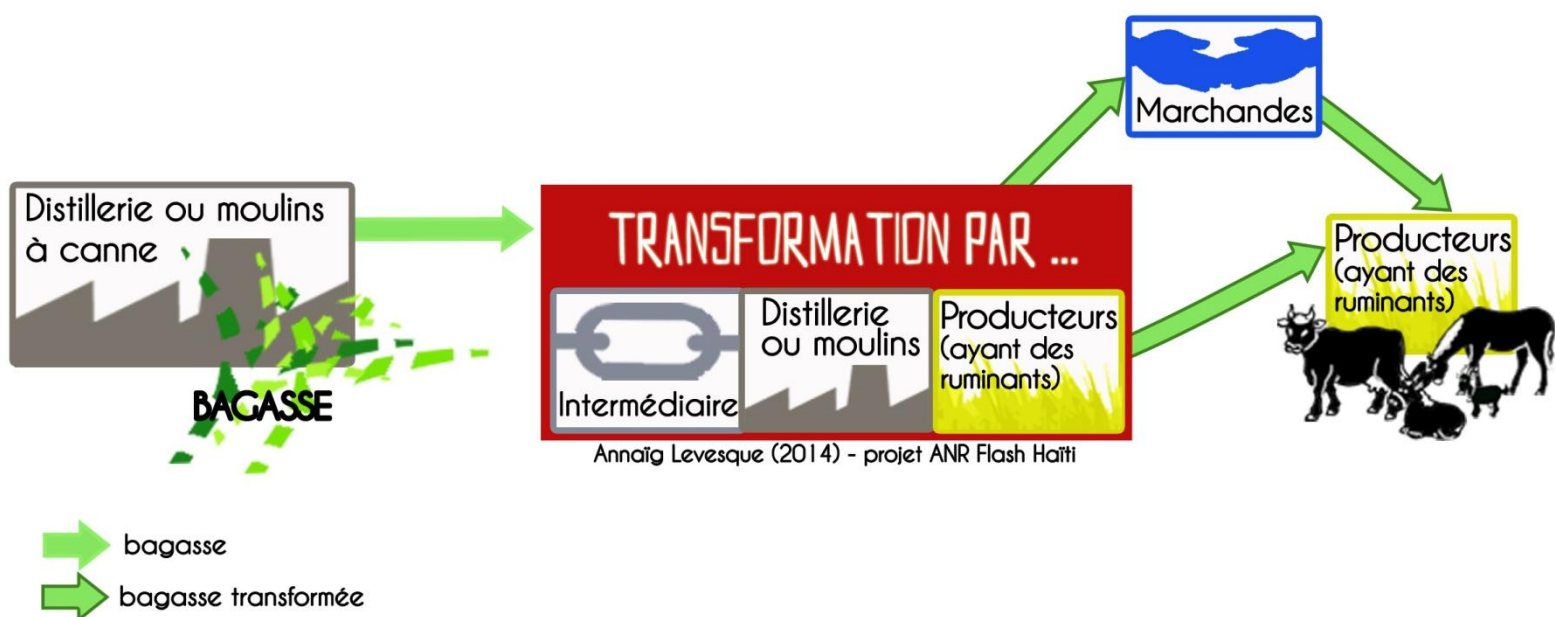 Distillerie ou moulins
à canne
BAGASSE
TRANSFORMATION PAR ...
Intermédiaire
Distillerie
ou moulins
Producteurs
(ayant des
ruminants)
Annaïg Levesque (2014) - projet ANR Flash Haïti
Marchandes
Producteurs
(ayant des
ruminants)
bagasse
bagasse transformée